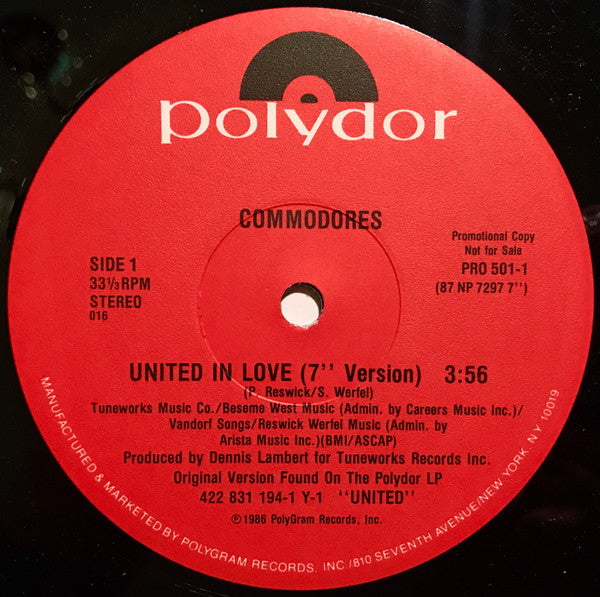 polydor
COMMODORES
Promotional Copy
Not for Sale
PRO 501-1
(87 NP 7297 7'')
SIDE 1
33⅓ RPM
STEREO
016
UNITED IN LOVE (7'' Version) 3:56
(P. Reswick/S. Werfel)
Tuneworks Music Co./Beseme West Music (Admin. by Careers Music Inc.)/
Vandorf Songs/Reswick Werfel Music (Admin. by
Arista Music Inc.)(BMI/ASCAP)
Produced by Dennis Lambert for Tuneworks Records Inc.
Original Version Found On The Polydor LP
422 831 194-1 Y-1 ''UNITED''
℗1986 PolyGram Records, Inc.
MANUFACTURED & MARKETED BY POLYGRAM RECORDS, INC./810 SEVENTH AVENUE/NEW YORK, NY 10019